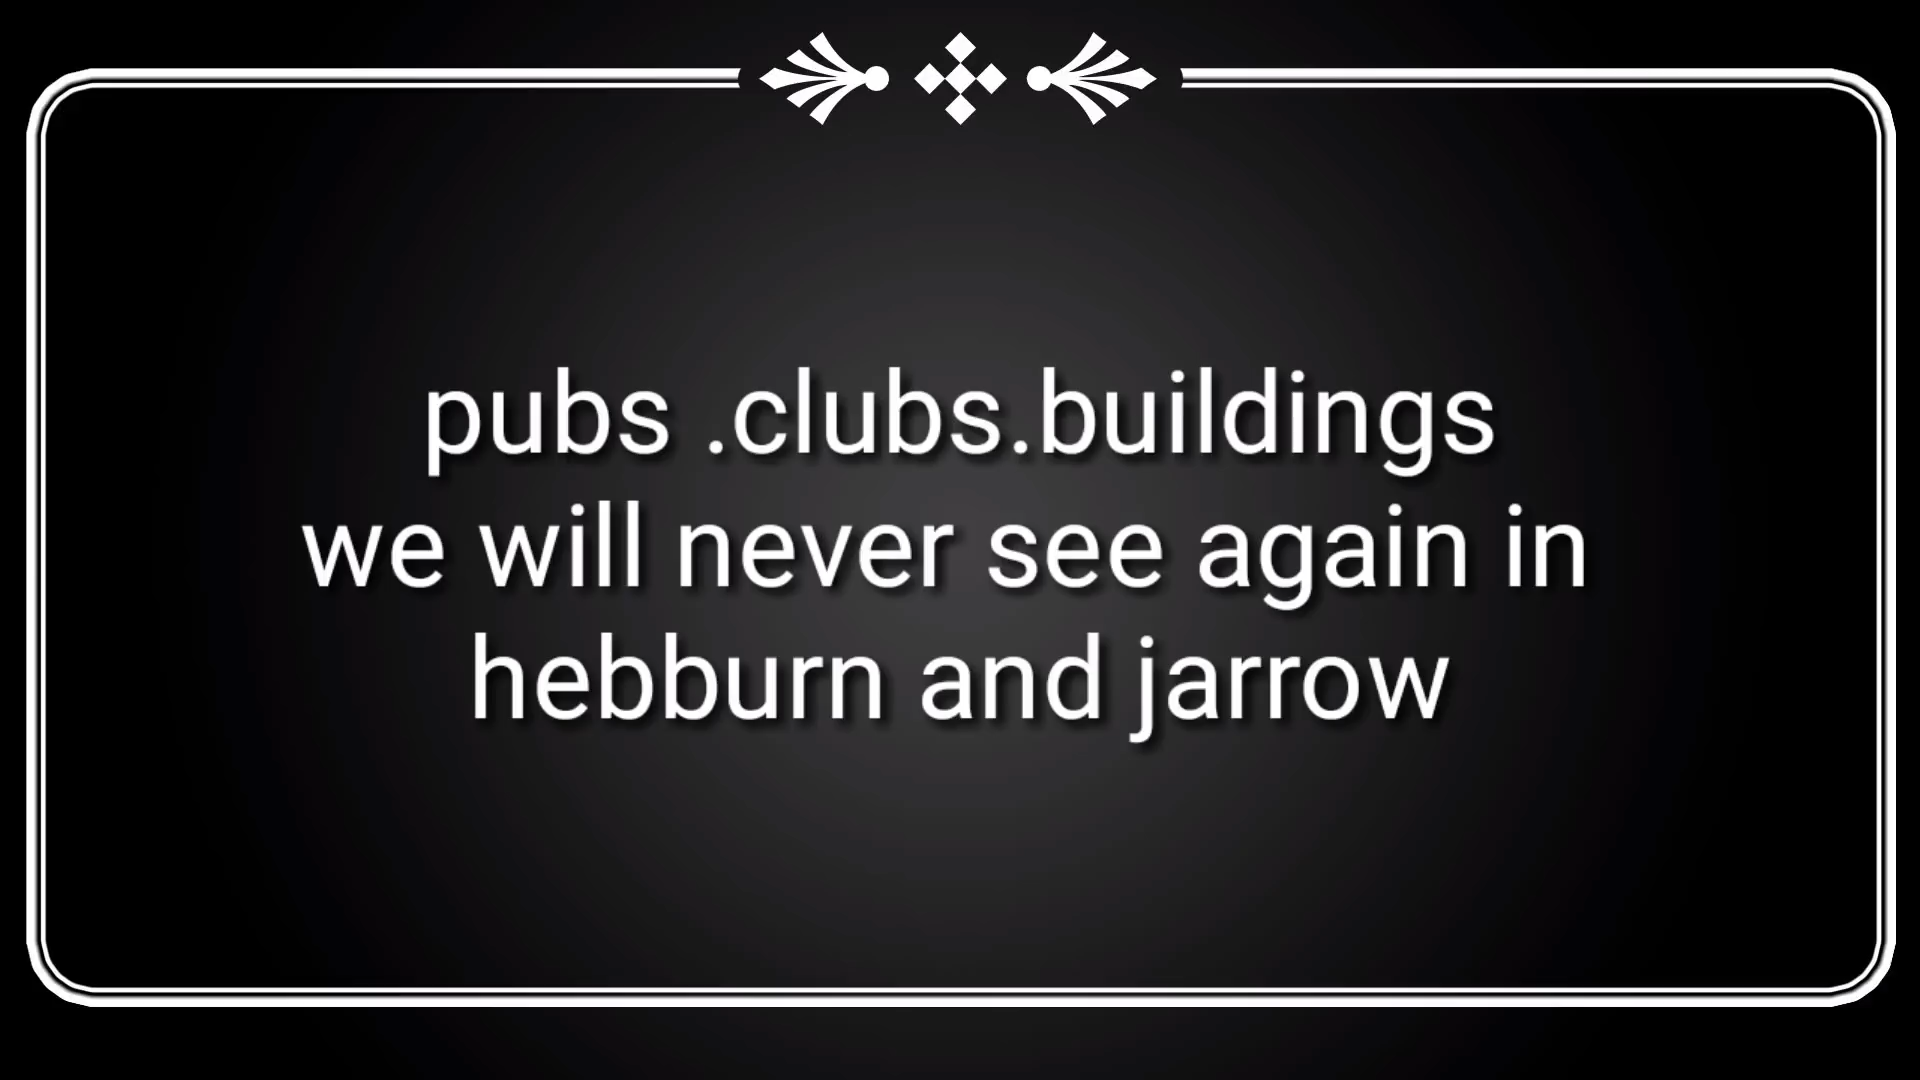 pubs .clubs.buildings
we will never see again in
hebburn and jarrow